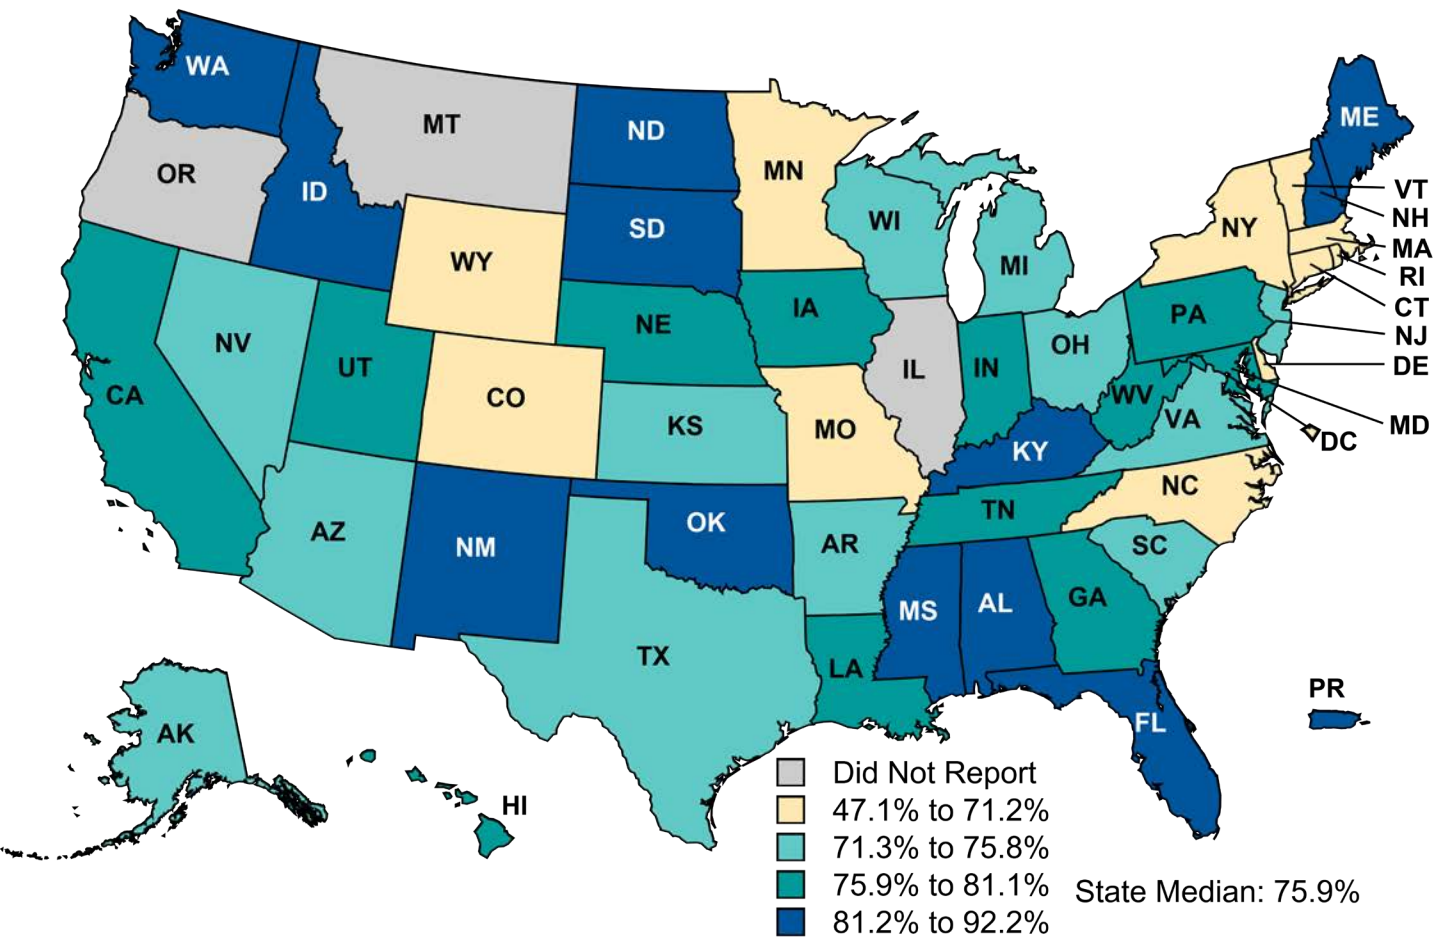 WA
MT
ND
MN
ME
OR
ID
SD
WI
MI
NY
VT
NH
MA
RI
CT
NJ
DE
MD
DC
WY
NV
UT
CO
NE
IA
IL
IN
OH
PA
CA
KS
MO
KY
WV
VA
AZ
NM
OK
AR
TN
NC
SC
TX
LA
MS
AL
GA
FL
AK
HI
PR
Did Not Report
47.1% to 71.2%
71.3% to 75.8%
75.9% to 81.1%
State Median: 75.9%
81.2% to 92.2%